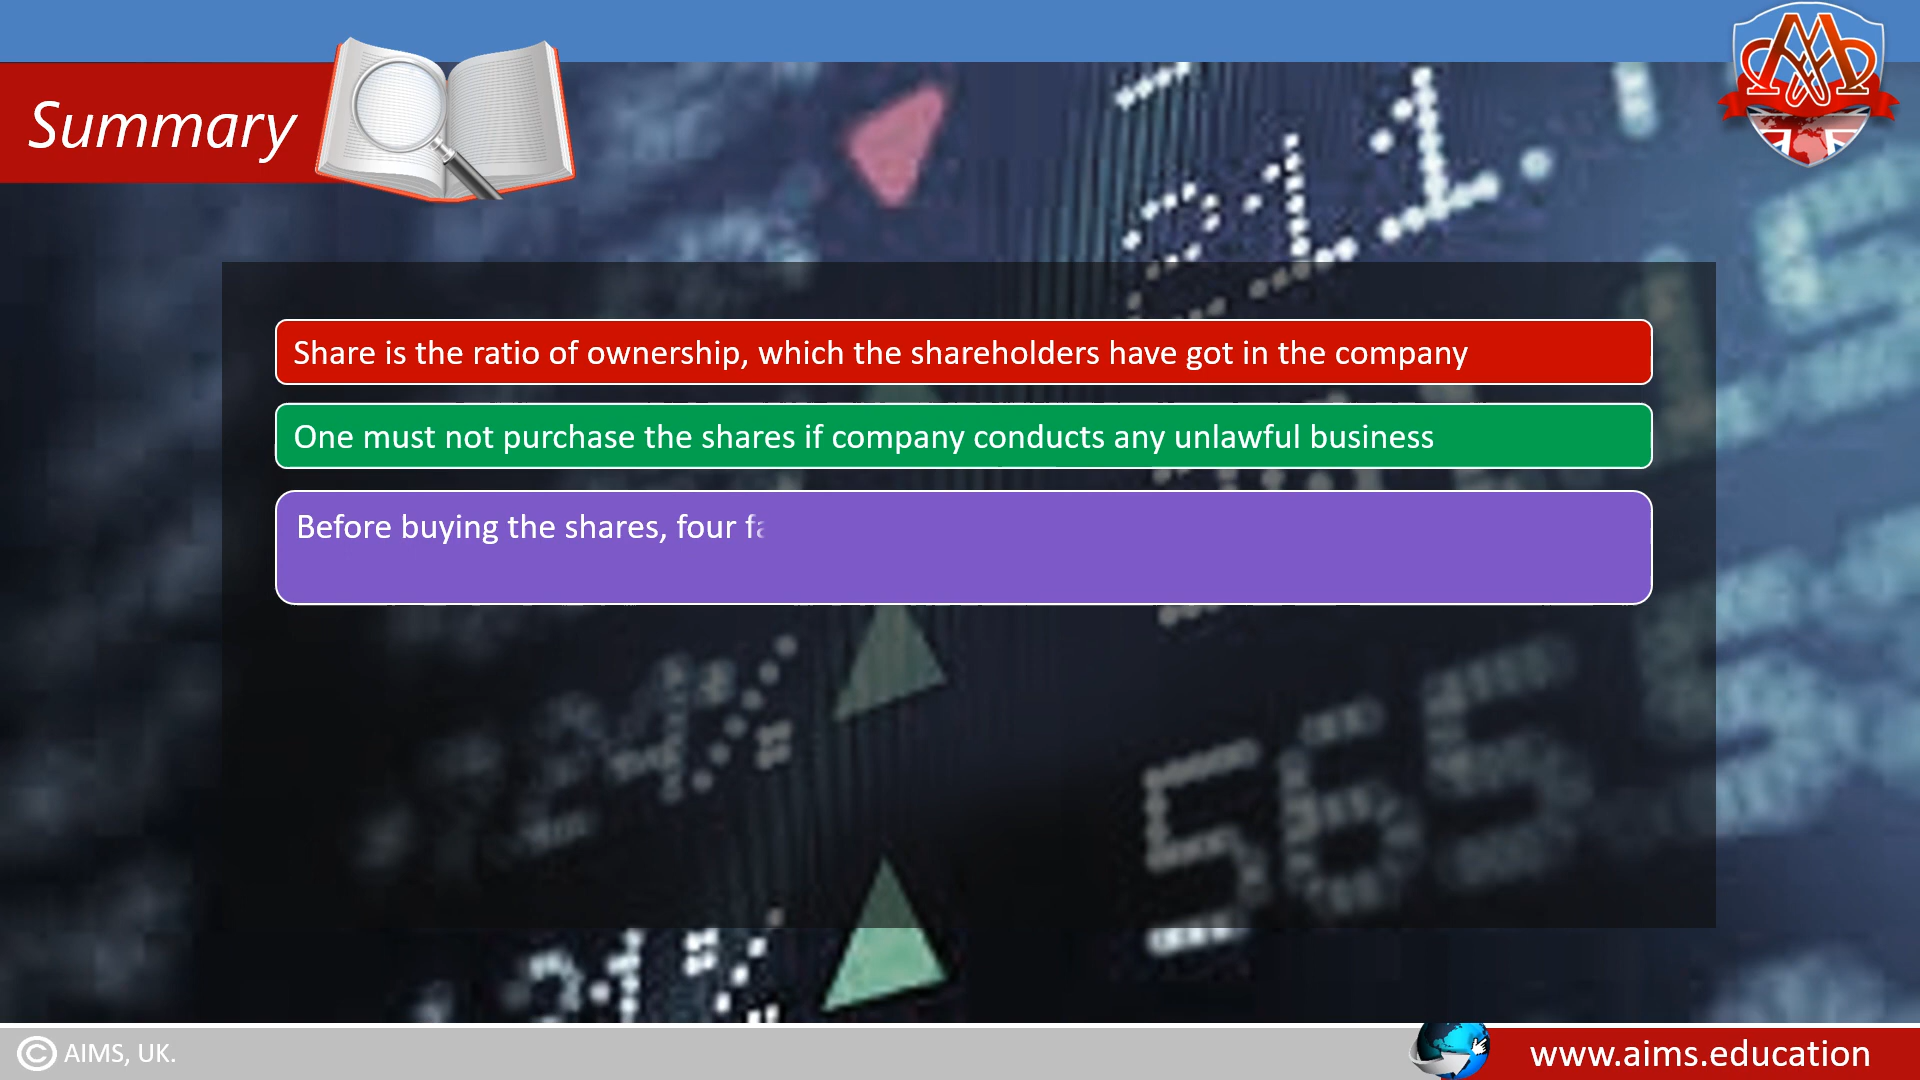 Summary
Share is the ratio of ownership, which the shareholders have got in the company
One must not purchase the shares if company conducts any unlawful business
Before buying the shares, four
565
© AIMS, UK.
www.aims.education